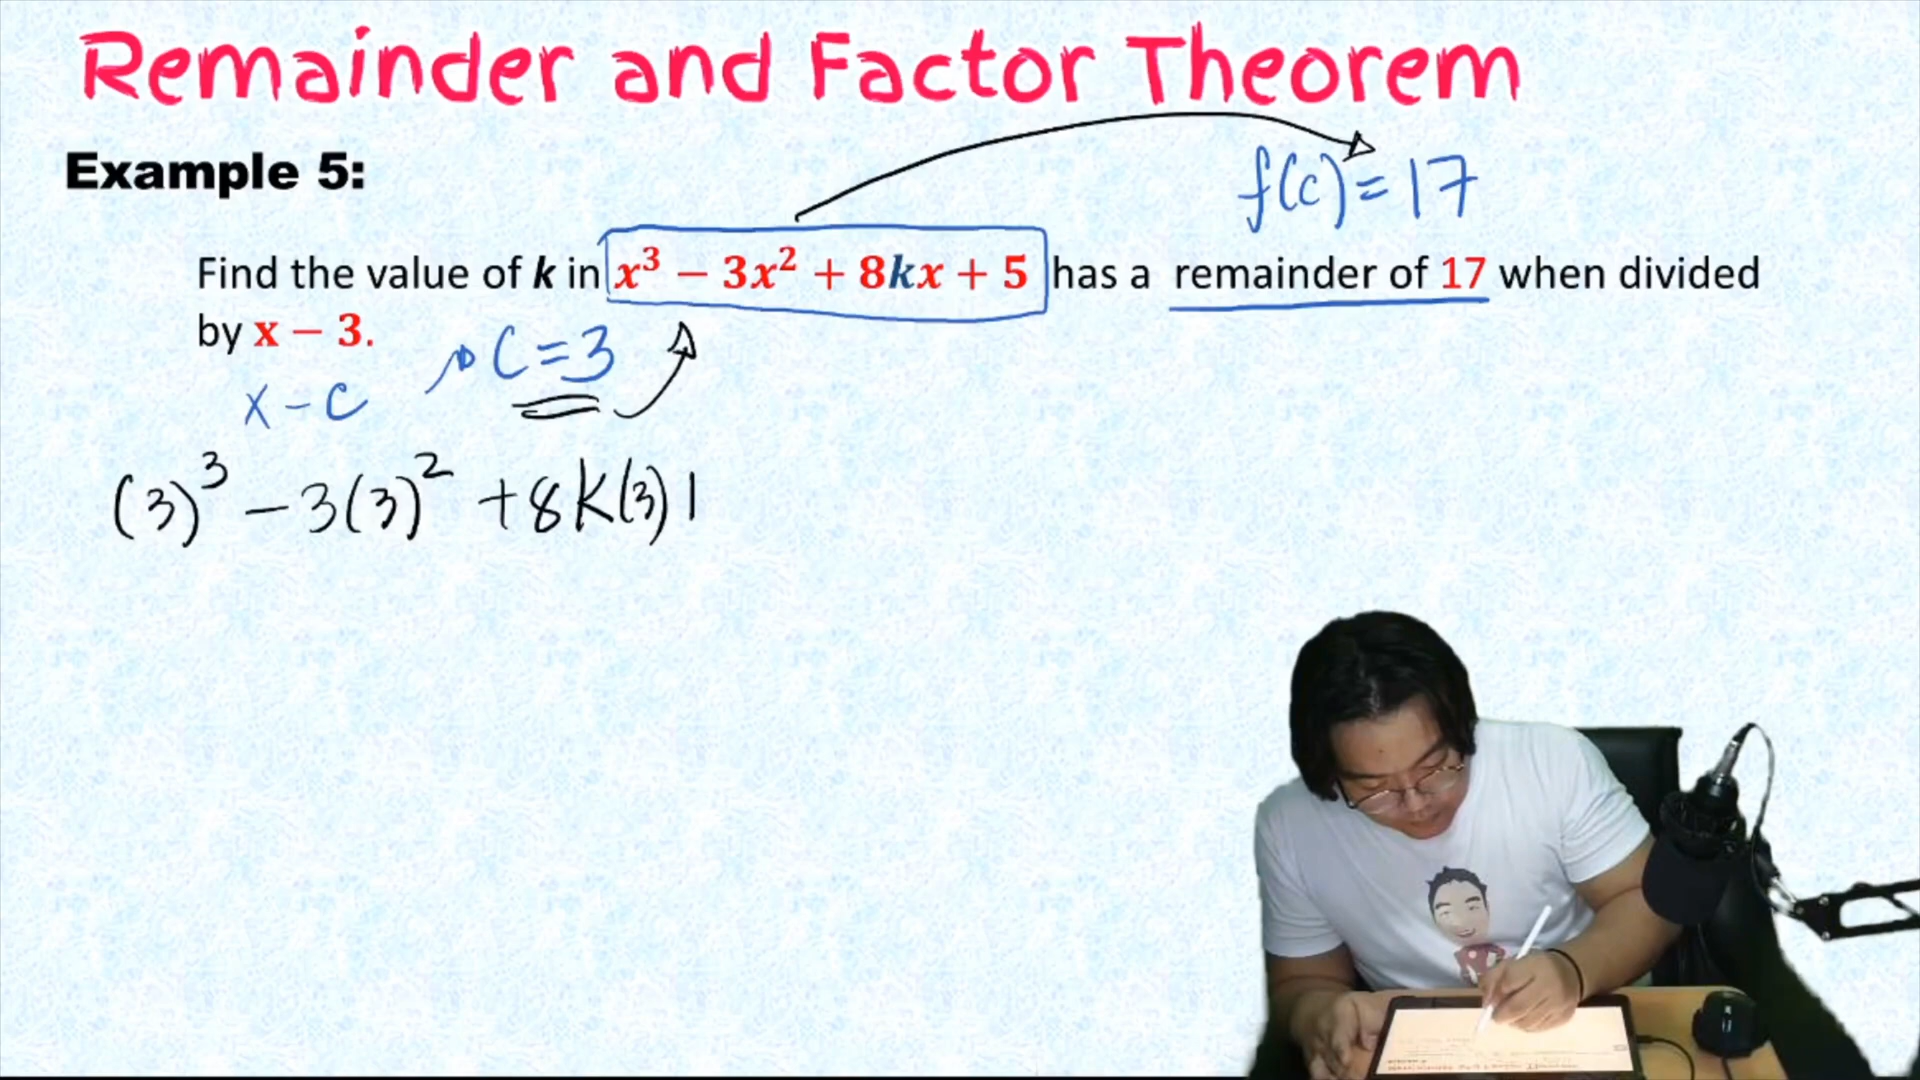 Remainder and Factor Theorem
Example 5:
f(c) = 17
Find the value of k in x³ − 3x² + 8kx + 5 has a remainder of 17 when divided
by x − 3.
c = 3
x - c
(3)³ - 3(3)² + 8k(3)